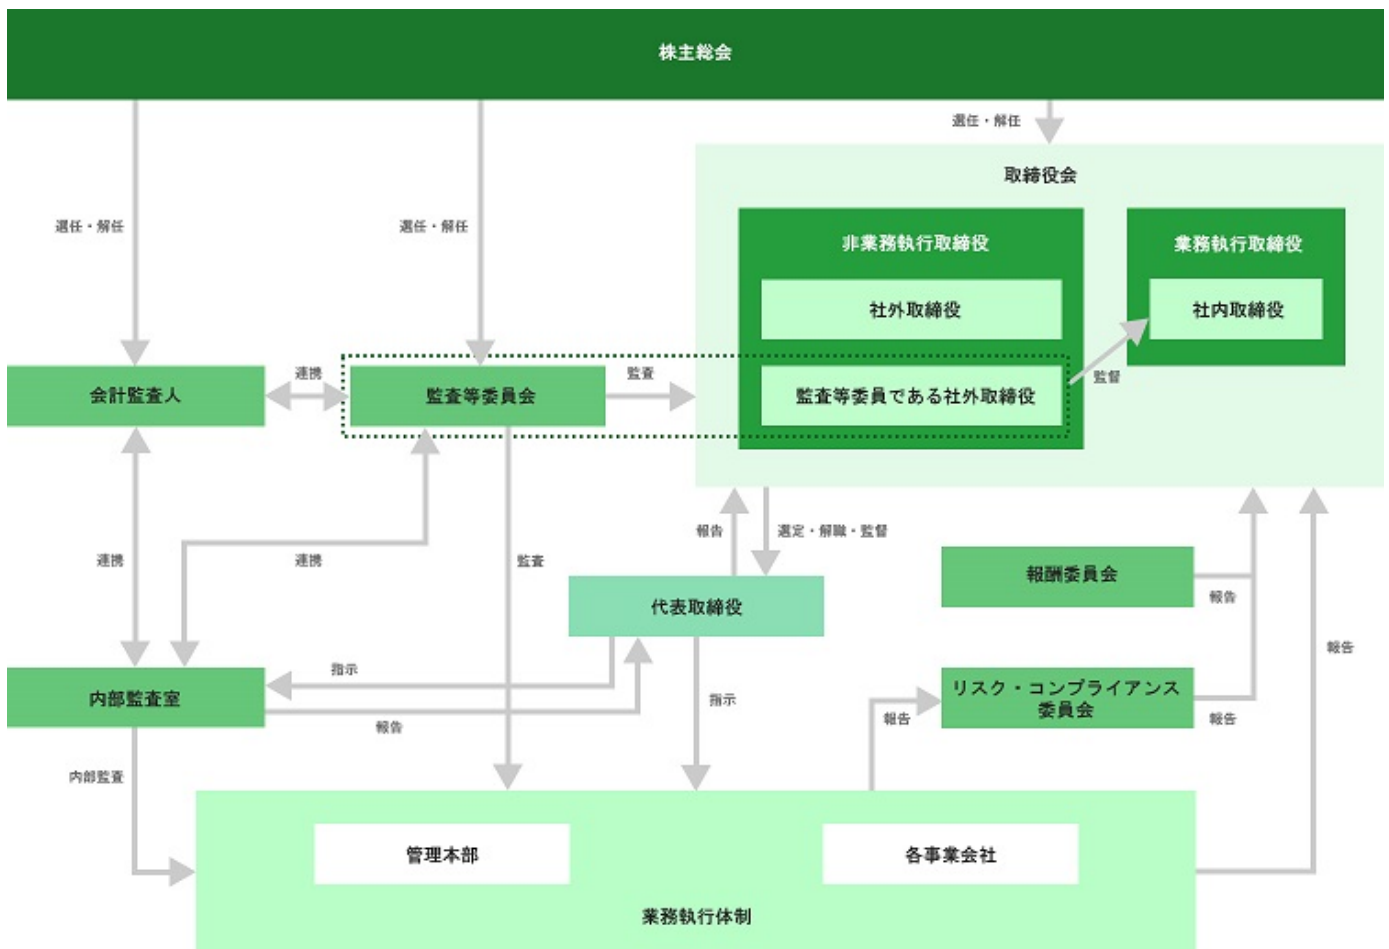 株主総会
選任・解任
選任・解任
選任・解任
取締役会
非業務執行取締役
業務執行取締役
社外取締役
社内取締役
会計監査人
連携
監査等委員会
監査
監査等委員である社外取締役
監督
連携
連携
監査
報告
選定・解職・監督
代表取締役
報酬委員会
報告
内部監査室
指示
報告
指示
報告
リスク・コンプライアンス
委員会
報告
報告
内部監査
管理本部
各事業会社
業務執行体制